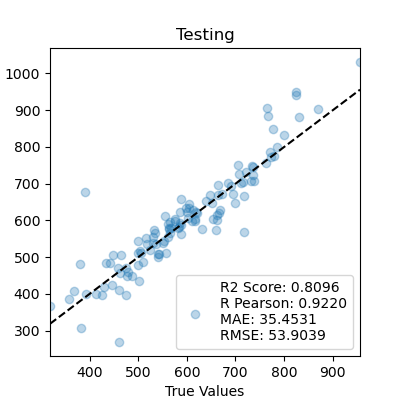 Testing
1000
900
800
700
600
500
400
300
R2 Score: 0.8096
R Pearson: 0.9220
MAE: 35.4531
RMSE: 53.9039
400 500 600 700 800 900
True Values